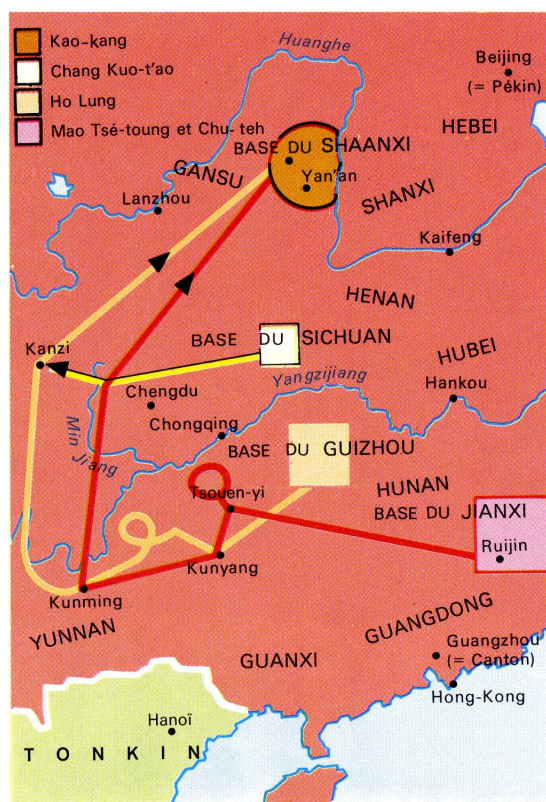 Kao-kang
Chang Kuo-t'ao
Ho Lung
Mao Tsé-toung et Chu-teh
Huanghe
Beijing
(= Pékin)
HEBEI
BASE DU SHAANXI
GANSU
Yan'an
SHANXI
Lanzhou
Kaifeng
HENAN
BASE DU SICHUAN
Kanzi
HUBEI
Yangzijiang
Hankou
Chengdu
Min Jiang
Chongqing
BASE DU GUIZHOU
HUNAN
Tsouen-yi
BASE DU JIANXI
Ruijin
Kunyang
Kunming
YUNNAN
GUANGDONG
GUANXI
Guangzhou
(= Canton)
Hong-Kong
Hanoï
TONKIN